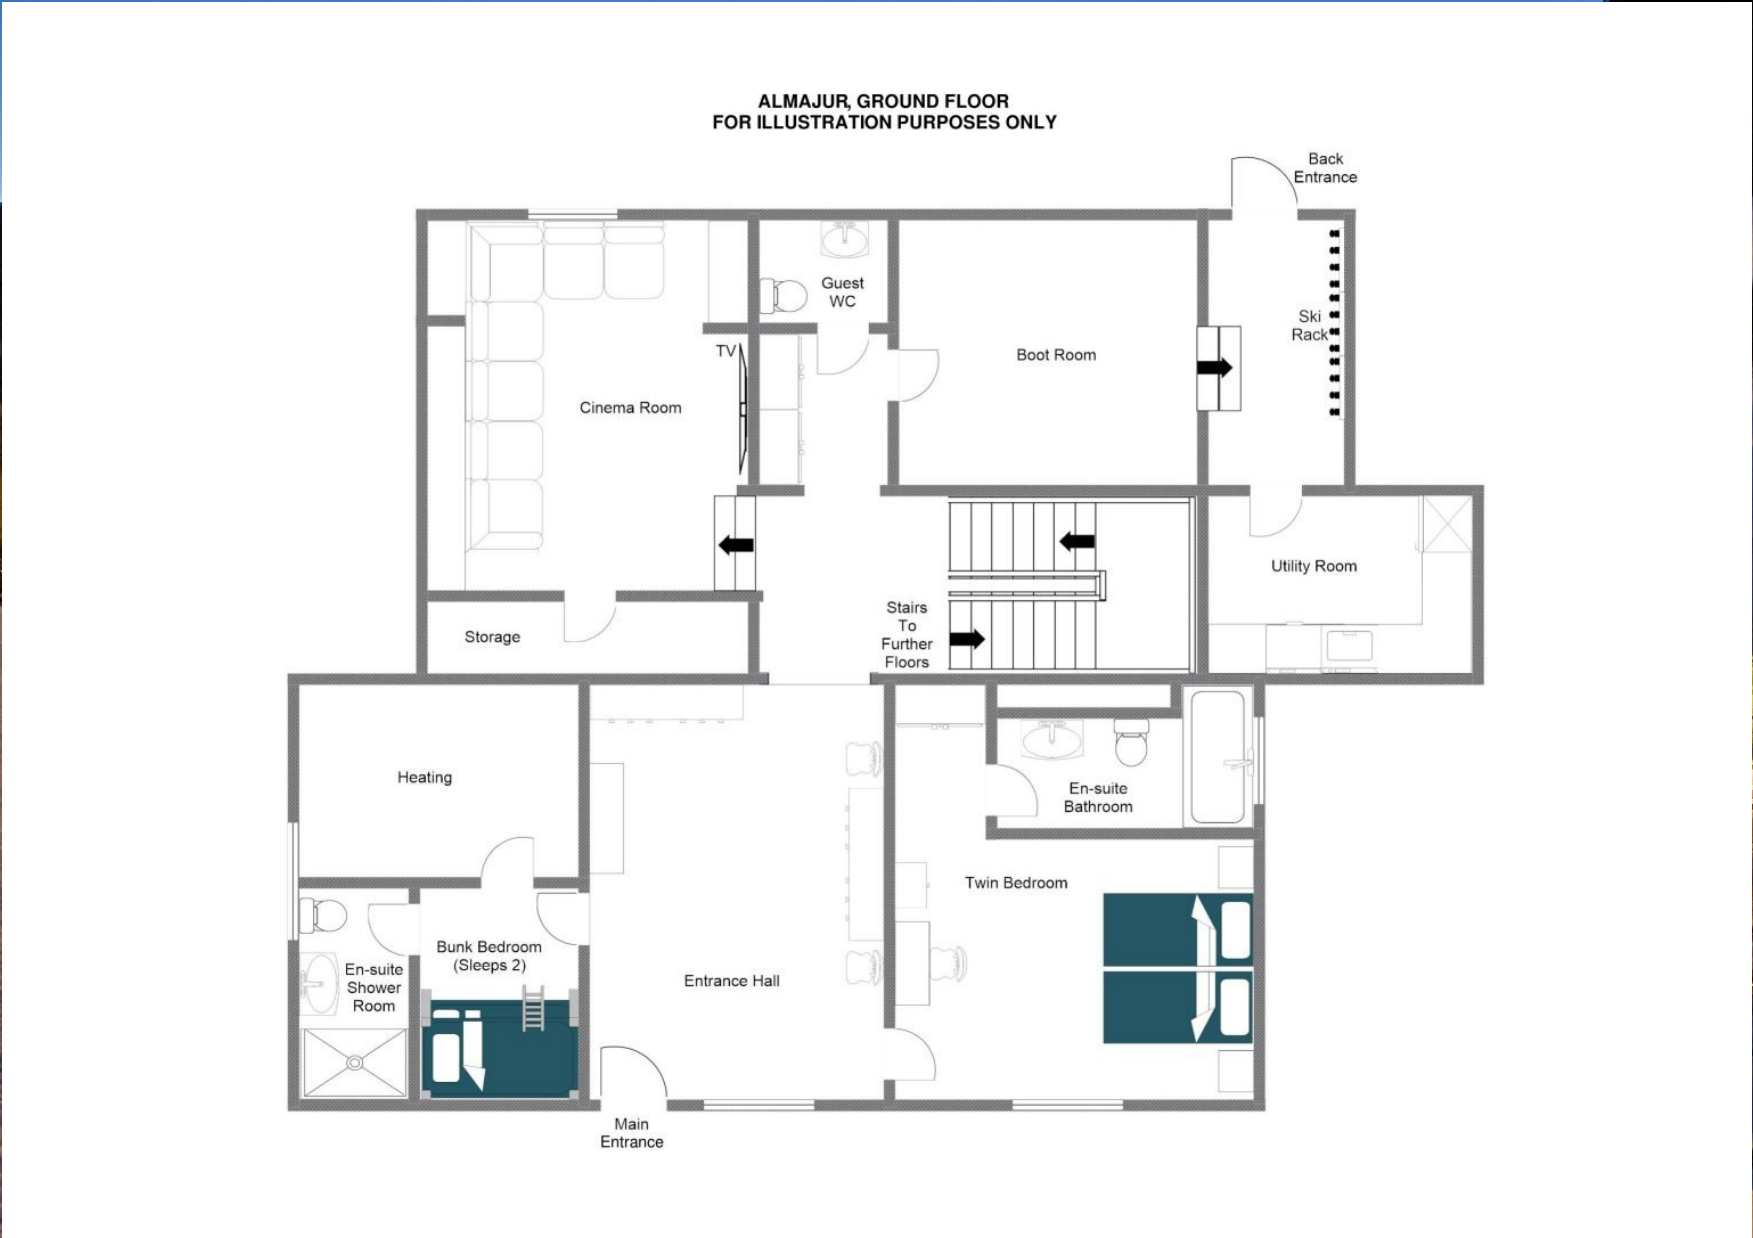 ALMAJUR, GROUND FLOOR
FOR ILLUSTRATION PURPOSES ONLY
Back
Entrance
Guest
WC
Ski
Rack
TV
Boot Room
Cinema Room
Utility Room
Stairs
To
Further
Floors
Storage
Heating
En-suite
Bathroom
Twin Bedroom
Bunk Bedroom
(Sleeps 2)
En-suite
Shower
Room
Entrance Hall
Main
Entrance